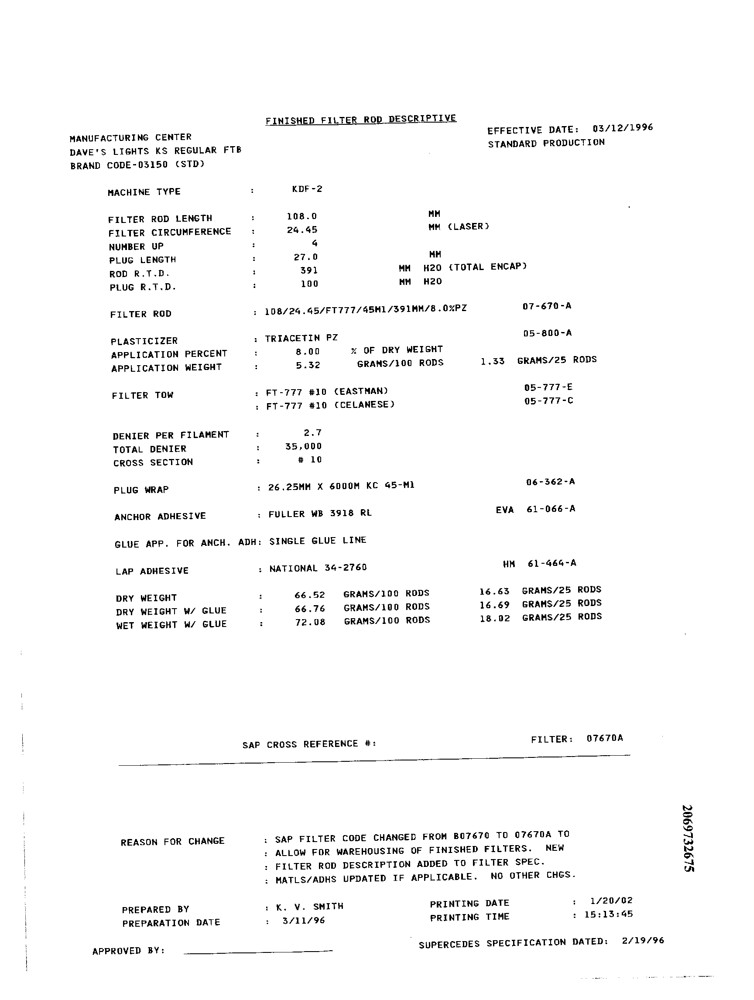 FINISHED FILTER ROD DESCRIPTIVE
EFFECTIVE DATE: 03/12/1996
MANUFACTURING CENTER
STANDARD PRODUCTION
DAVE'S LIGHTS KS REGULAR FTB
BRAND CODE-03150 (STD)
MACHINE TYPE : KDF-2
FILTER ROD LENGTH : 108.0 MM
FILTER CIRCUMFERENCE : 24.45 MM (LASER)
NUMBER UP : 4
PLUG LENGTH : 27.0 MM
ROD R.T.D. : 391 MM H2O (TOTAL ENCAP)
PLUG R.T.D. : 100 MM H2O
FILTER ROD : 108/24.45/FT777/45M1/391MM/8.0%PZ 07-670-A
PLASTICIZER : TRIACETIN PZ 05-800-A
APPLICATION PERCENT : 8.00 % OF DRY WEIGHT
APPLICATION WEIGHT : 5.32 GRAMS/100 RODS 1.33 GRAMS/25 RODS
FILTER TOW : FT-777 #10 (EASTMAN) 05-777-E
: FT-777 #10 (CELANESE) 05-777-C
DENIER PER FILAMENT : 2.7
TOTAL DENIER : 35,000
CROSS SECTION : # 10
PLUG WRAP : 26.25MM X 6000M KC 45-M1 06-362-A
ANCHOR ADHESIVE : FULLER WB 3918 RL EVA 61-066-A
GLUE APP. FOR ANCH. ADH: SINGLE GLUE LINE
LAP ADHESIVE : NATIONAL 34-2760 HM 61-464-A
DRY WEIGHT : 66.52 GRAMS/100 RODS 16.63 GRAMS/25 RODS
DRY WEIGHT W/ GLUE : 66.76 GRAMS/100 RODS 16.69 GRAMS/25 RODS
WET WEIGHT W/ GLUE : 72.08 GRAMS/100 RODS 18.02 GRAMS/25 RODS
SAP CROSS REFERENCE #: FILTER: 07670A
REASON FOR CHANGE : SAP FILTER CODE CHANGED FROM B07670 TO 07670A TO
: ALLOW FOR WAREHOUSING OF FINISHED FILTERS. NEW
: FILTER ROD DESCRIPTION ADDED TO FILTER SPEC.
: MATLS/ADHS UPDATED IF APPLICABLE. NO OTHER CHGS.
PREPARED BY : K. V. SMITH PRINTING DATE : 1/20/02
PREPARATION DATE : 3/11/96 PRINTING TIME : 15:13:45
APPROVED BY: SUPERCEDES SPECIFICATION DATED: 2/19/96
2069732675